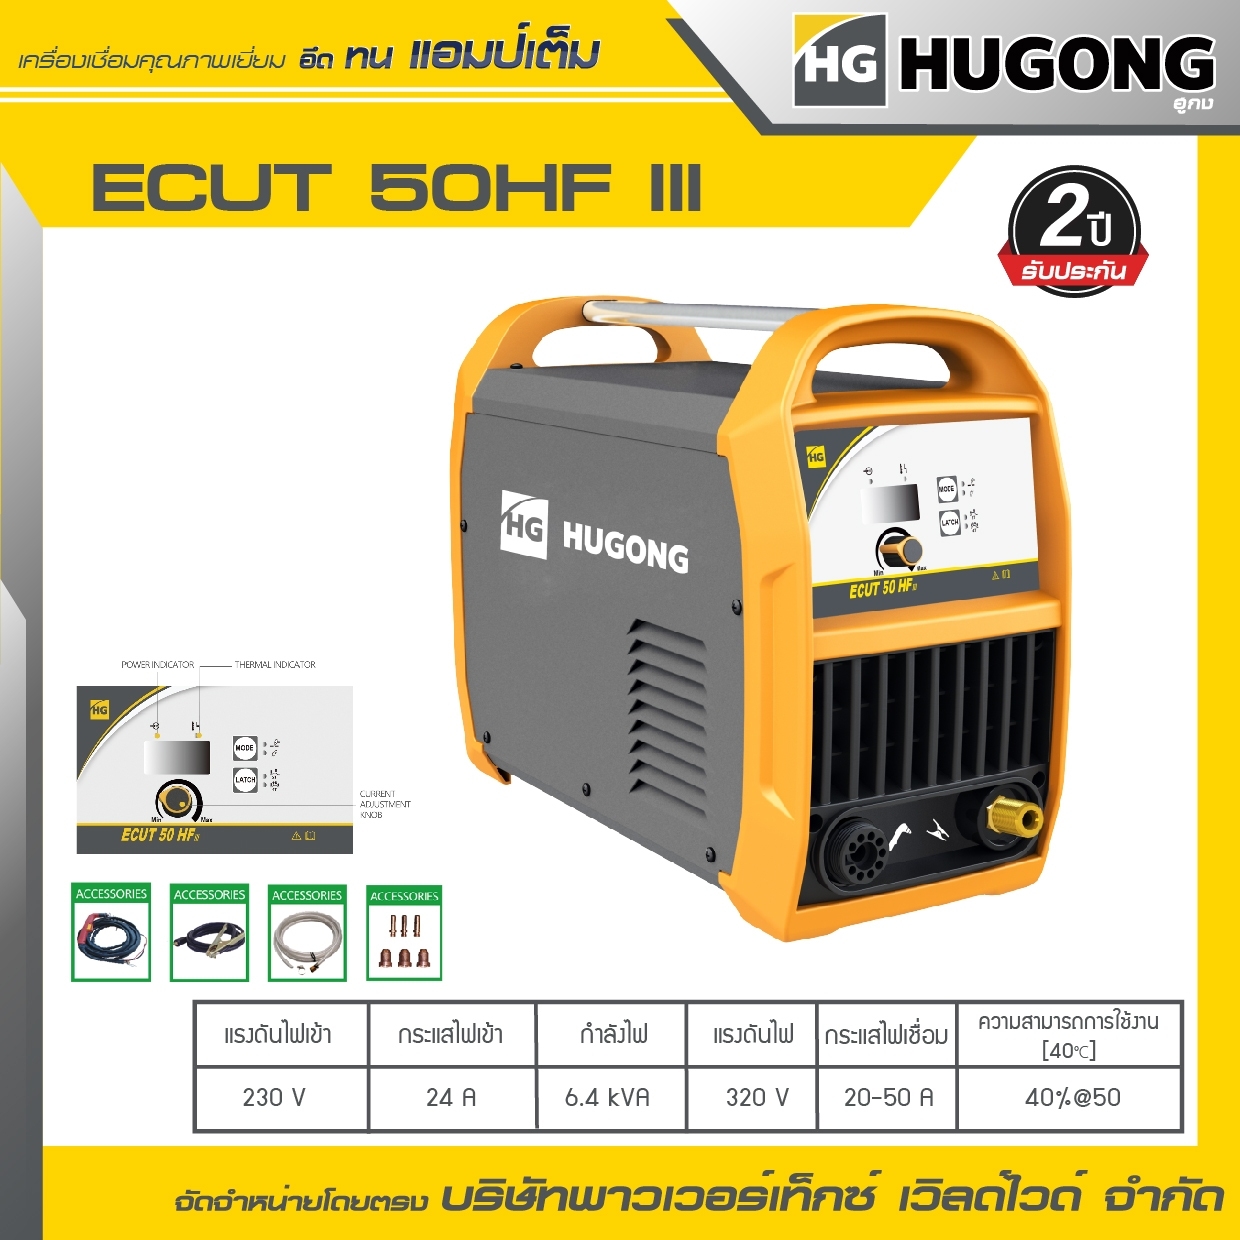 เครื่องเชื่อมคุณภาพเยี่ยม อึด ทน แอมป์เต็ม
HG HUGONG
ฮูกง
ECUT 50HF III
2 ปี
รับประกัน
HG
HG HUGONG
MODE
LATCH
Min Max
ECUT 50 HF III
POWER INDICATOR THERMAL INDICATOR
HG
MODE
LATCH
CURRENT
ADJUSTMENT
KNOB
Min Max
ECUT 50 HF III
ACCESSORIES ACCESSORIES ACCESSORIES ACCESSORIES
แรงดันไฟเข้า กระแสไฟเข้า กำลังไฟ แรงดันไฟ กระแสไฟเชื่อม ความสามารถการใช้งาน
[40°C]
230 V 24 A 6.4 kVA 320 V 20-50 A 40%@50
จัดจำหน่ายโดยตรง บริษัทพาวเวอร์เท็กซ์ เวิลด์ไวด์ จำกัด